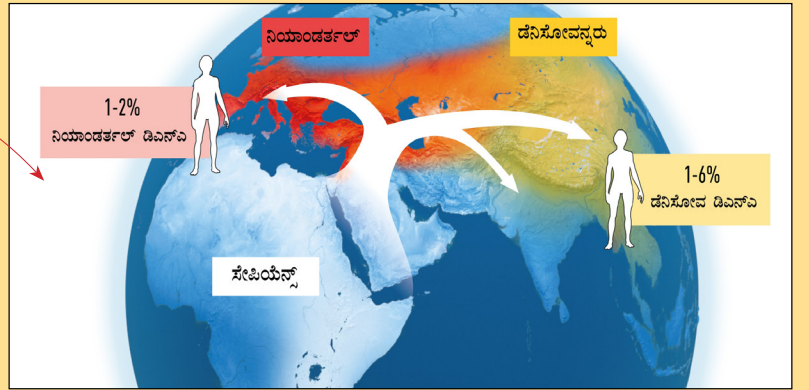 ನಿಯಾಂಡರ್ತಲ್
ಡೆನಿಸೋವನ್ನರು
1-2%
ನಿಯಾಂಡರ್ತಲ್ ಡಿಎನ್ಎ
1-6%
ಡೆನಿಸೋವ ಡಿಎನ್ಎ
ಸೇಪಿಯೆನ್ಸ್